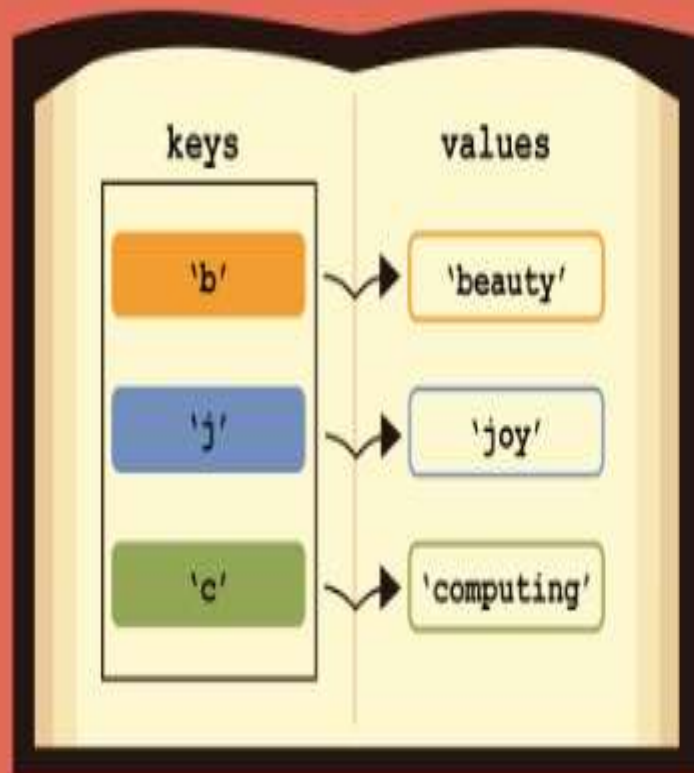 keys values
‘b’ ‘beauty’
‘j’ ‘joy’
‘c’ ‘computing’